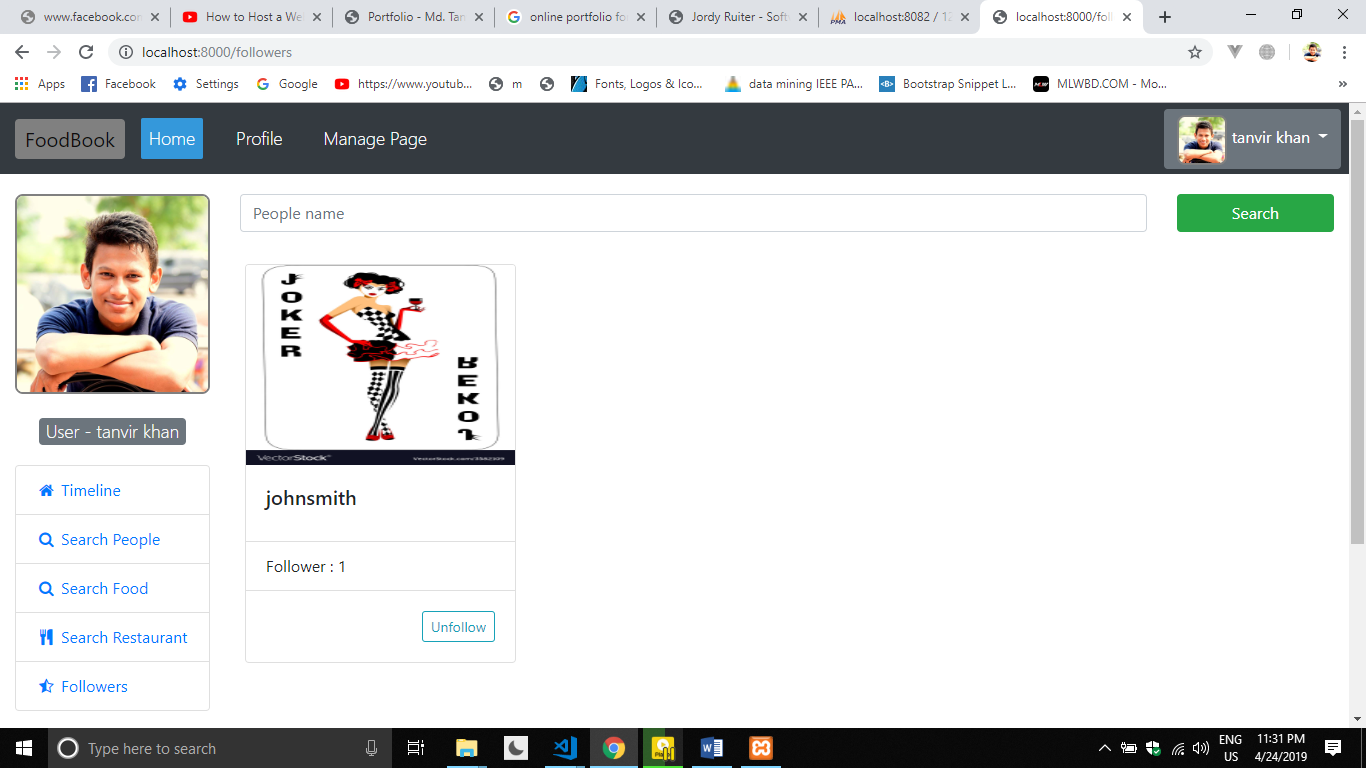 www.facebook.con
How to Host a We
Portfolio - Md. Tan
online portfolio fo
Jordy Ruiter - Soft
localhost:8082 / 12
localhost:8000/foll
localhost:8000/followers
Apps
Facebook
Settings
Google
https://www.youtub...
m
Fonts, Logos & Ico...
data mining IEEE PA...
Bootstrap Snippet L...
MLWBD.COM - Mo...
»
FoodBook
Home
Profile
Manage Page
tanvir khan
People name
Search
JOKER
JOKER
VectorStock
User - tanvir khan
Timeline
Search People
Search Food
Search Restaurant
Followers
johnsmith
Follower : 1
Unfollow
Type here to search
ENG
US
11:31 PM
4/24/2019